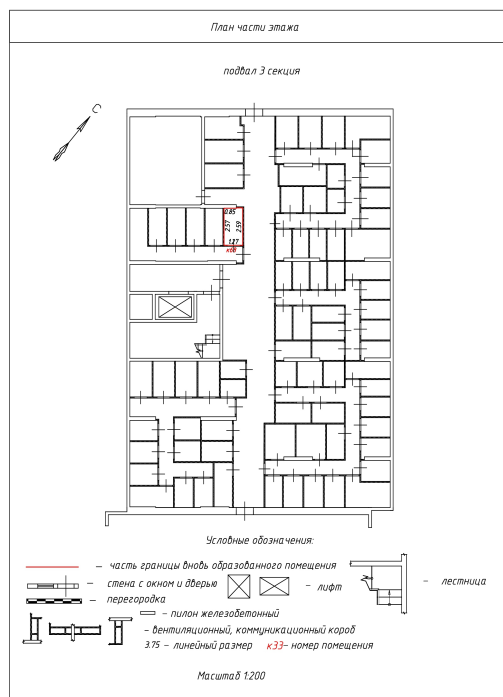 План части этажа
подвал 3 секция
С
0.85
2.57
2.59
1.27
к68
Условные обозначения:
– часть границы вновь образованного помещения
– стена с окном и дверью
– лифт
– лестница
– перегородка
– пилон железобетонный
– вентиляционный, коммуникационный короб
3.75 – линейный размер к33– номер помещения
Масштаб 1:200